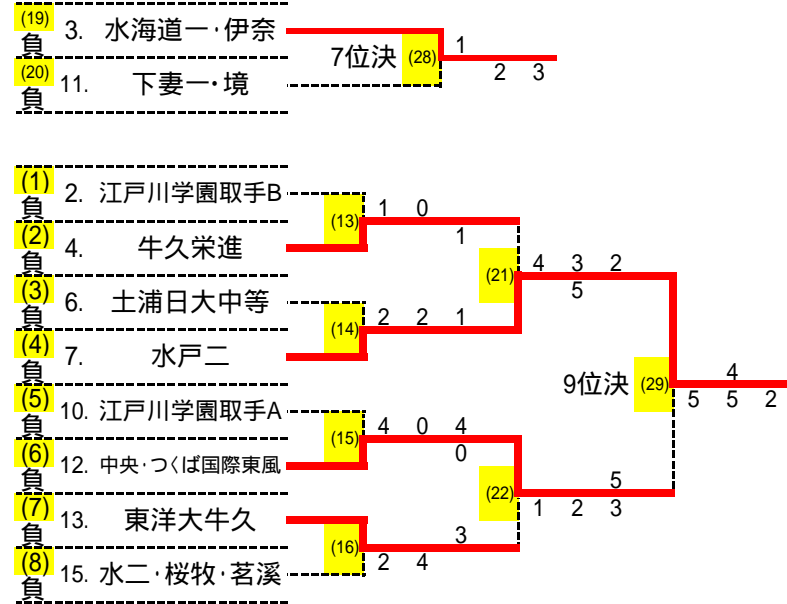 (19)
負 3. 水海道一・伊奈
7位決 (28) 1
2 3
(20)
負 11. 下妻一・境
(1)
負 2. 江戸川学園取手B
(13) 1 0
1
(2)
負 4. 牛久栄進
(21) 4 3 2
5
(3)
負 6. 土浦日大中等
(14) 2 2 1
(4)
負 7. 水戸二
9位決 (29) 4
5 5 2
(5)
負 10. 江戸川学園取手A
(15) 4 0 4
0
(6)
負 12. 中央・つくば国際東風
(22) 5
1 2 3
(7)
負 13. 東洋大牛久
(16) 3
2 4
(8)
負 15. 水二・桜牧・茗溪